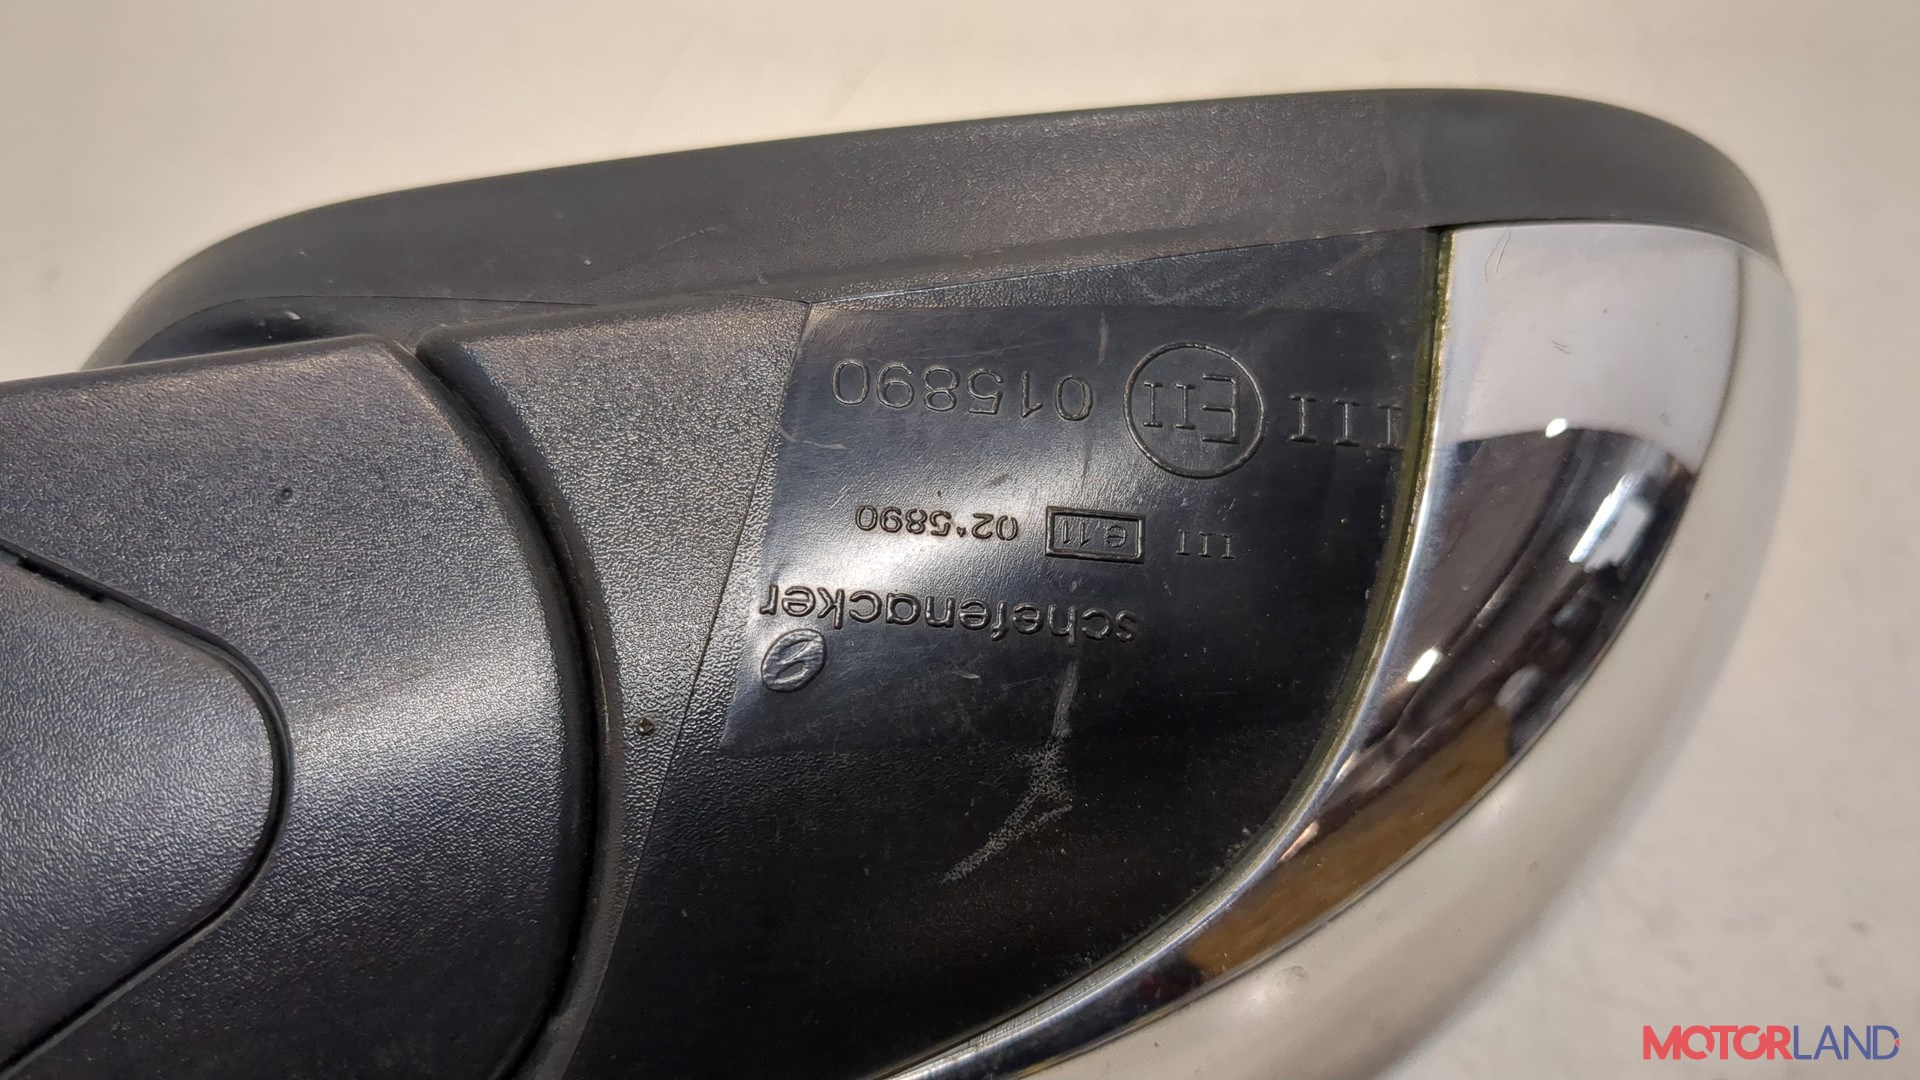 III E11 015890
III e11 02*5890
schefenacker
MOTORLAND